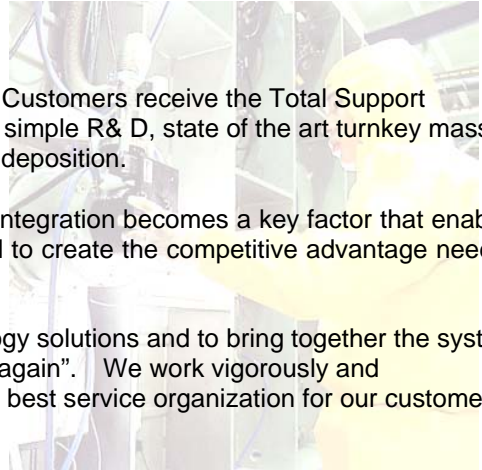 Customers receive the Total Support
simple R& D, state of the art turnkey mass
deposition.
ntegration becomes a key factor that enab
to create the competitive advantage nee
gy solutions and to bring together the syst
again”. We work vigorously and
best service organization for our custome